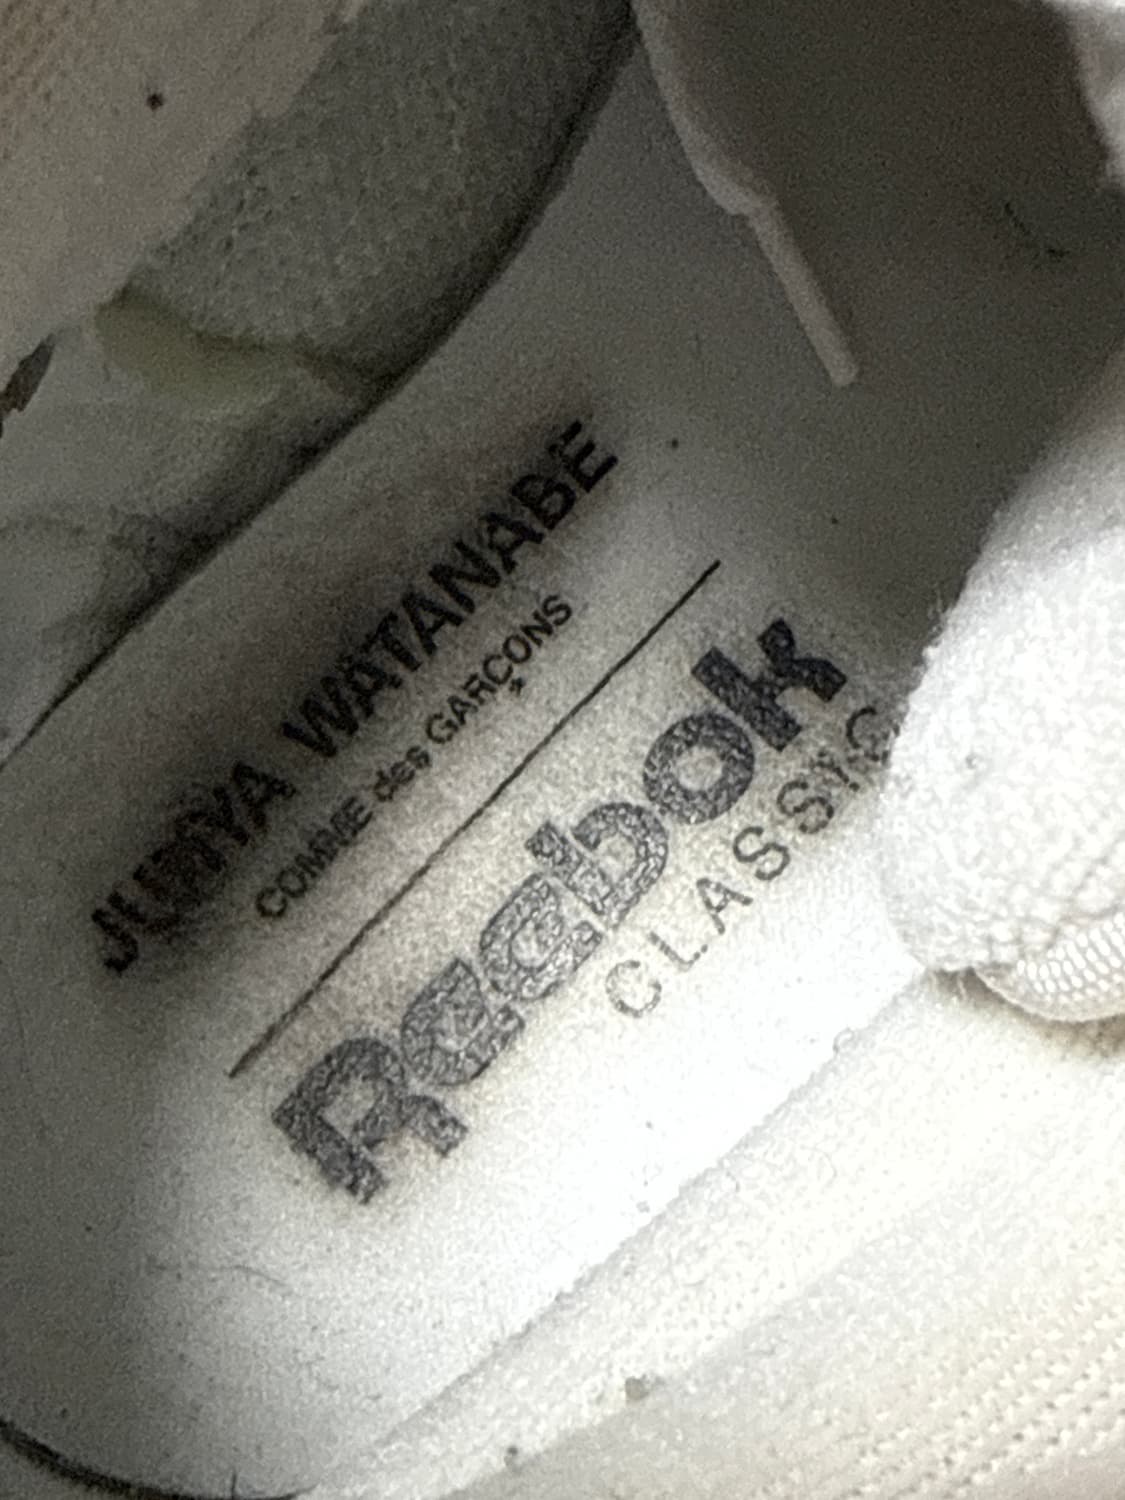 JUNYA WATANABE
COMME des GARÇONS
Reebok
CLASSIC